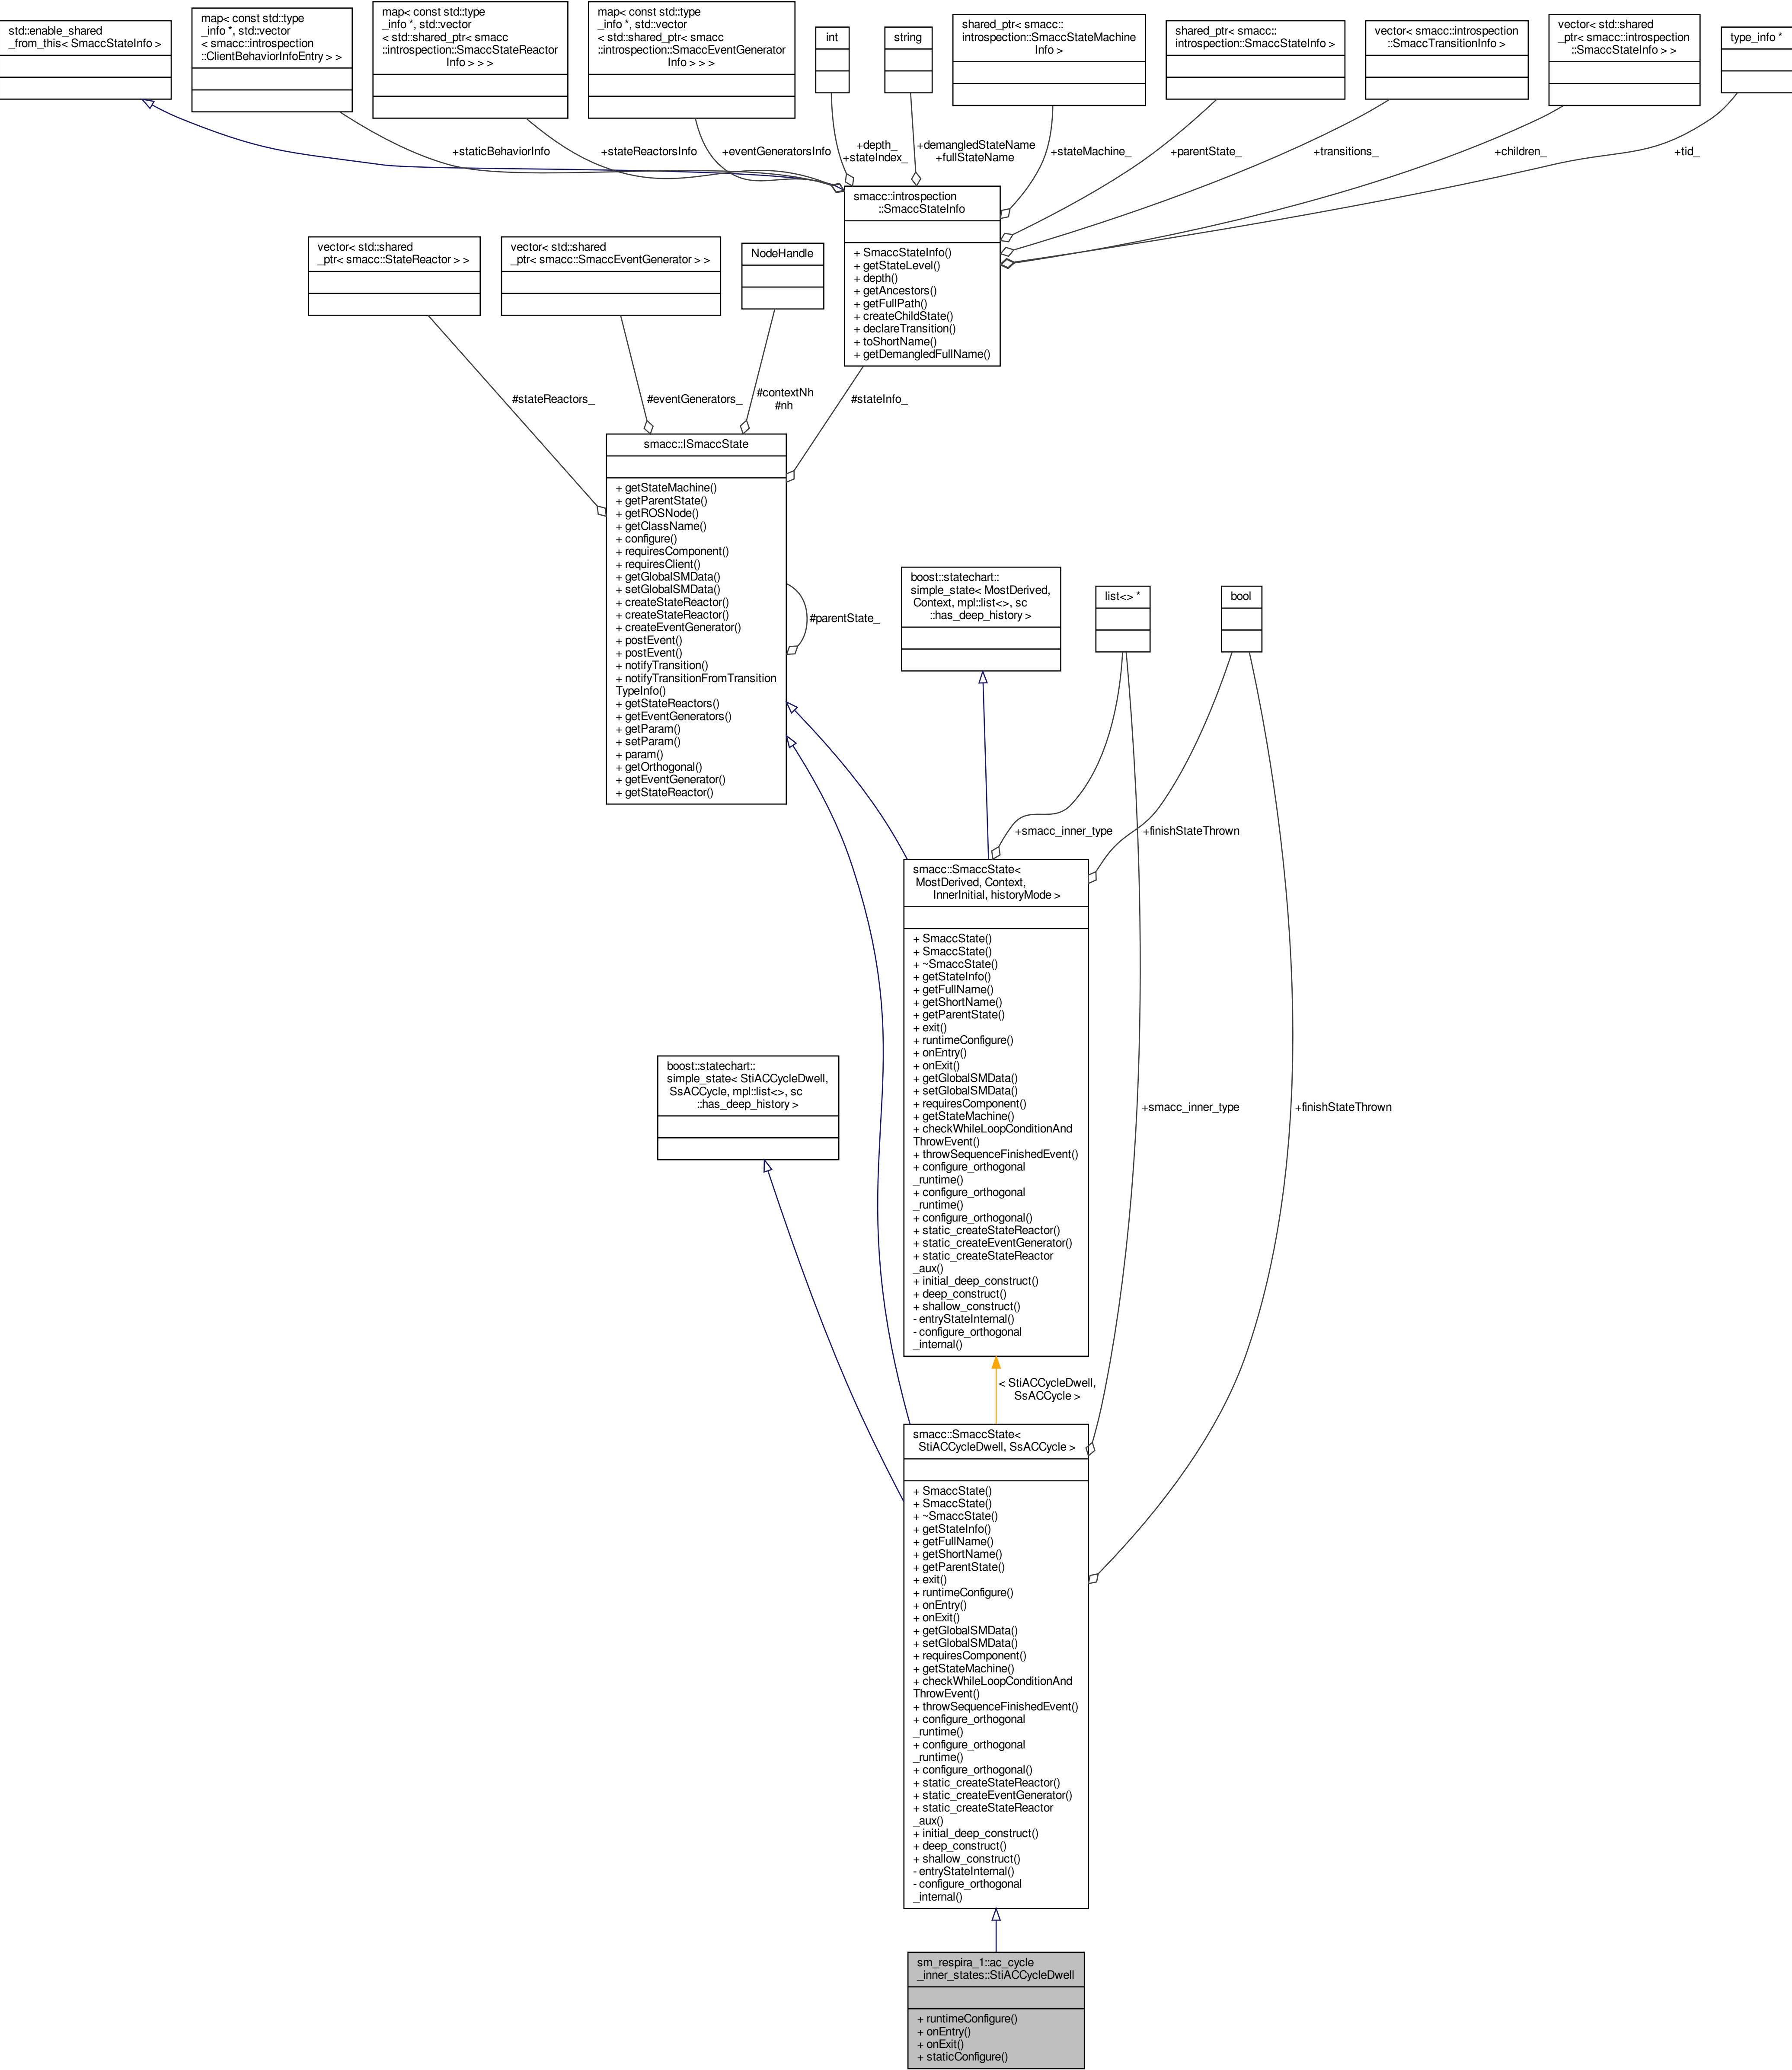 std::enable_shared
_from_this< SmaccStateInfo >
map< const std::type
_info *, std::vector
< smacc::introspection
::ClientBehaviorInfoEntry > >
map< const std::type
_info *, std::vector
< std::shared_ptr< smacc
::introspection::SmaccStateReactor
Info > > >
map< const std::type
_info *, std::vector
< std::shared_ptr< smacc
::introspection::SmaccEventGenerator
Info > > >
int
string
shared_ptr< smacc::
introspection::SmaccStateMachine
Info >
shared_ptr< smacc::
introspection::SmaccStateInfo >
vector< smacc::introspection
::SmaccTransitionInfo >
vector< std::shared
_ptr< smacc::introspection
::SmaccStateInfo > >
type_info *
+staticBehaviorInfo
+stateReactorsInfo
+eventGeneratorsInfo
+depth_
+stateIndex_
+demangledStateName
+fullStateName
+stateMachine_
+parentState_
+transitions_
+children_
+tid_
smacc::introspection
::SmaccStateInfo
+ SmaccStateInfo()
+ getStateLevel()
+ depth()
+ getAncestors()
+ getFullPath()
+ createChildState()
+ declareTransition()
+ toShortName()
+ getDemangledFullName()
vector< std::shared
_ptr< smacc::StateReactor > >
vector< std::shared
_ptr< smacc::SmaccEventGenerator > >
NodeHandle
#stateReactors_
#eventGenerators_
#contextNh
#nh
#stateInfo_
smacc::ISmaccState
+ getStateMachine()
+ getParentState()
+ getROSNode()
+ getClassName()
+ configure()
+ requiresComponent()
+ requiresClient()
+ getGlobalSMData()
+ setGlobalSMData()
+ createStateReactor()
+ createStateReactor()
+ createEventGenerator()
+ postEvent()
+ postEvent()
+ notifyTransition()
+ notifyTransitionFromTransition
TypeInfo()
+ getStateReactors()
+ getEventGenerators()
+ getParam()
+ setParam()
+ param()
+ getOrthogonal()
+ getEventGenerator()
+ getStateReactor()
#parentState_
boost::statechart::
simple_state< MostDerived,
Context, mpl::list<>, sc
::has_deep_history >
list<> *
bool
+smacc_inner_type
+finishStateThrown
smacc::SmaccState<
MostDerived, Context,
InnerInitial, historyMode >
+ SmaccState()
+ SmaccState()
+ ~SmaccState()
+ getStateInfo()
+ getFullName()
+ getShortName()
+ getParentState()
+ exit()
+ runtimeConfigure()
+ onEntry()
+ onExit()
+ getGlobalSMData()
+ setGlobalSMData()
+ requiresComponent()
+ getStateMachine()
+ checkWhileLoopConditionAnd
ThrowEvent()
+ throwSequenceFinishedEvent()
+ configure_orthogonal
_runtime()
+ configure_orthogonal
_runtime()
+ configure_orthogonal()
+ static_createStateReactor()
+ static_createEventGenerator()
+ static_createStateReactor
_aux()
+ initial_deep_construct()
+ deep_construct()
+ shallow_construct()
- entryStateInternal()
- configure_orthogonal
_internal()
boost::statechart::
simple_state< StiACCycleDwell,
SsACCycle, mpl::list<>, sc
::has_deep_history >
+smacc_inner_type
+finishStateThrown
< StiACCycleDwell,
SsACCycle >
smacc::SmaccState<
StiACCycleDwell, SsACCycle >
+ SmaccState()
+ SmaccState()
+ ~SmaccState()
+ getStateInfo()
+ getFullName()
+ getShortName()
+ getParentState()
+ exit()
+ runtimeConfigure()
+ onEntry()
+ onExit()
+ getGlobalSMData()
+ setGlobalSMData()
+ requiresComponent()
+ getStateMachine()
+ checkWhileLoopConditionAnd
ThrowEvent()
+ throwSequenceFinishedEvent()
+ configure_orthogonal
_runtime()
+ configure_orthogonal
_runtime()
+ configure_orthogonal()
+ static_createStateReactor()
+ static_createEventGenerator()
+ static_createStateReactor
_aux()
+ initial_deep_construct()
+ deep_construct()
+ shallow_construct()
- entryStateInternal()
- configure_orthogonal
_internal()
sm_respira_1::ac_cycle
_inner_states::StiACCycleDwell
+ runtimeConfigure()
+ onEntry()
+ onExit()
+ staticConfigure()